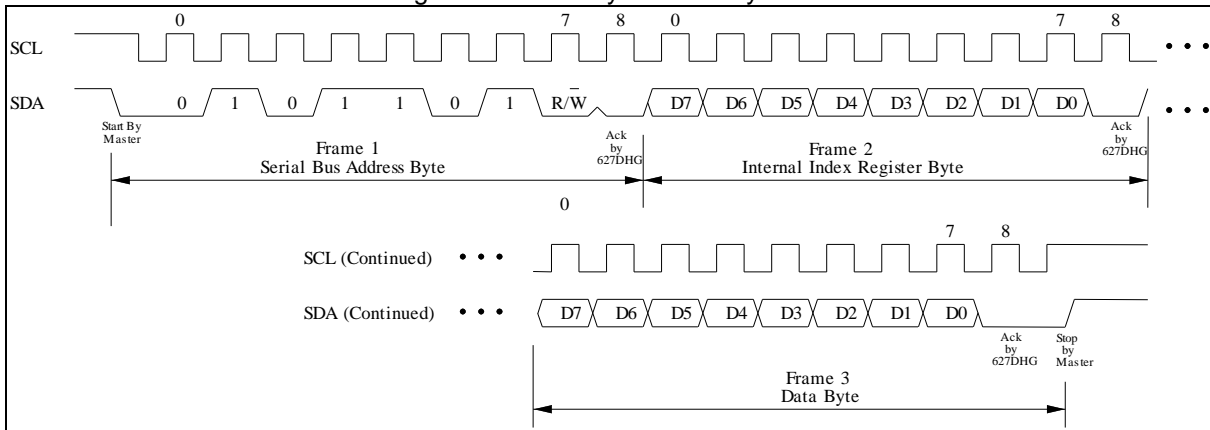 0 7 8 0 7 8
SCL
SDA 0 1 0 1 1 0 1 R/W D7 D6 D5 D4 D3 D2 D1 D0
Start By
Master
Ack
by
627DHG
Ack
by
627DHG
Frame 1
Serial Bus Address Byte
Frame 2
Internal Index Register Byte
0
7 8
SCL (Continued)
SDA (Continued) D7 D6 D5 D4 D3 D2 D1 D0
Ack
by
627DHG
Stop
by
Master
Frame 3
Data Byte